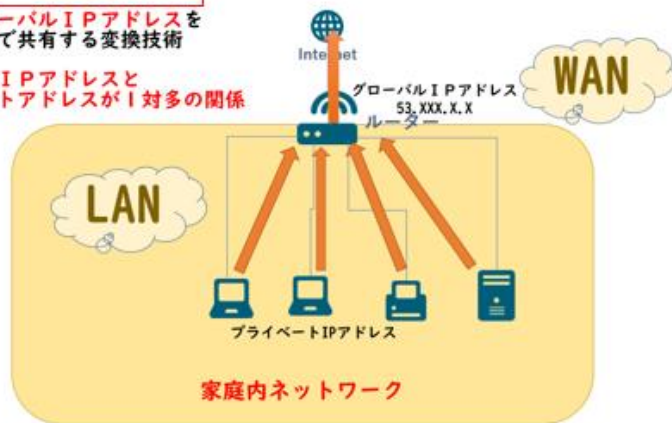 ーバルＩＰアドレスを
で共有する変換技術
ＩＰアドレスと
トアドレスが１対多の関係
Internet
グローバルＩＰアドレス
53.XXX.X.X
ルーター
WAN
LAN
プライベートIPアドレス
家庭内ネットワーク